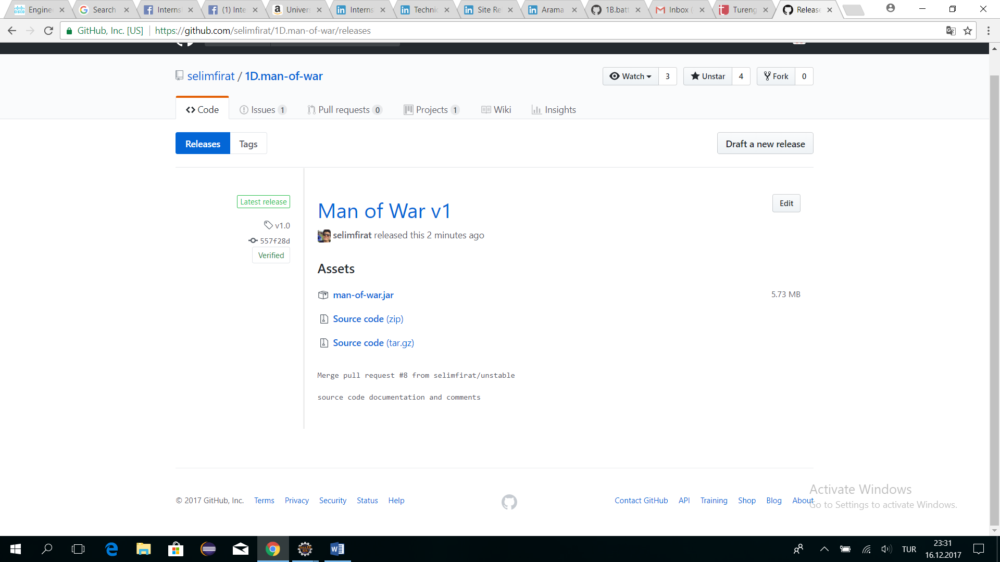 Engine Search Interns (1) Inte Univers Interns Technic Site Re Arama 1B.batt Inbox ( Tureng Release
GitHub, Inc. [US] https://github.com/selimfirat/1D.man-of-war/releases
selimfirat / 1D.man-of-war Watch 3 Unstar 4 Fork 0
Code Issues 1 Pull requests 0 Projects 1 Wiki Insights
Releases Tags Draft a new release
Latest release
v1.0
557f28d
Verified
Man of War v1 Edit
selimfirat released this 2 minutes ago
Assets
man-of-war.jar 5.73 MB
Source code (zip)
Source code (tar.gz)
Merge pull request #8 from selimfirat/unstable
source code documentation and comments
© 2017 GitHub, Inc. Terms Privacy Security Status Help Contact GitHub API Training Shop Blog About
Activate Windows
Go to Settings to activate Windows.
TUR 23:31
16.12.2017